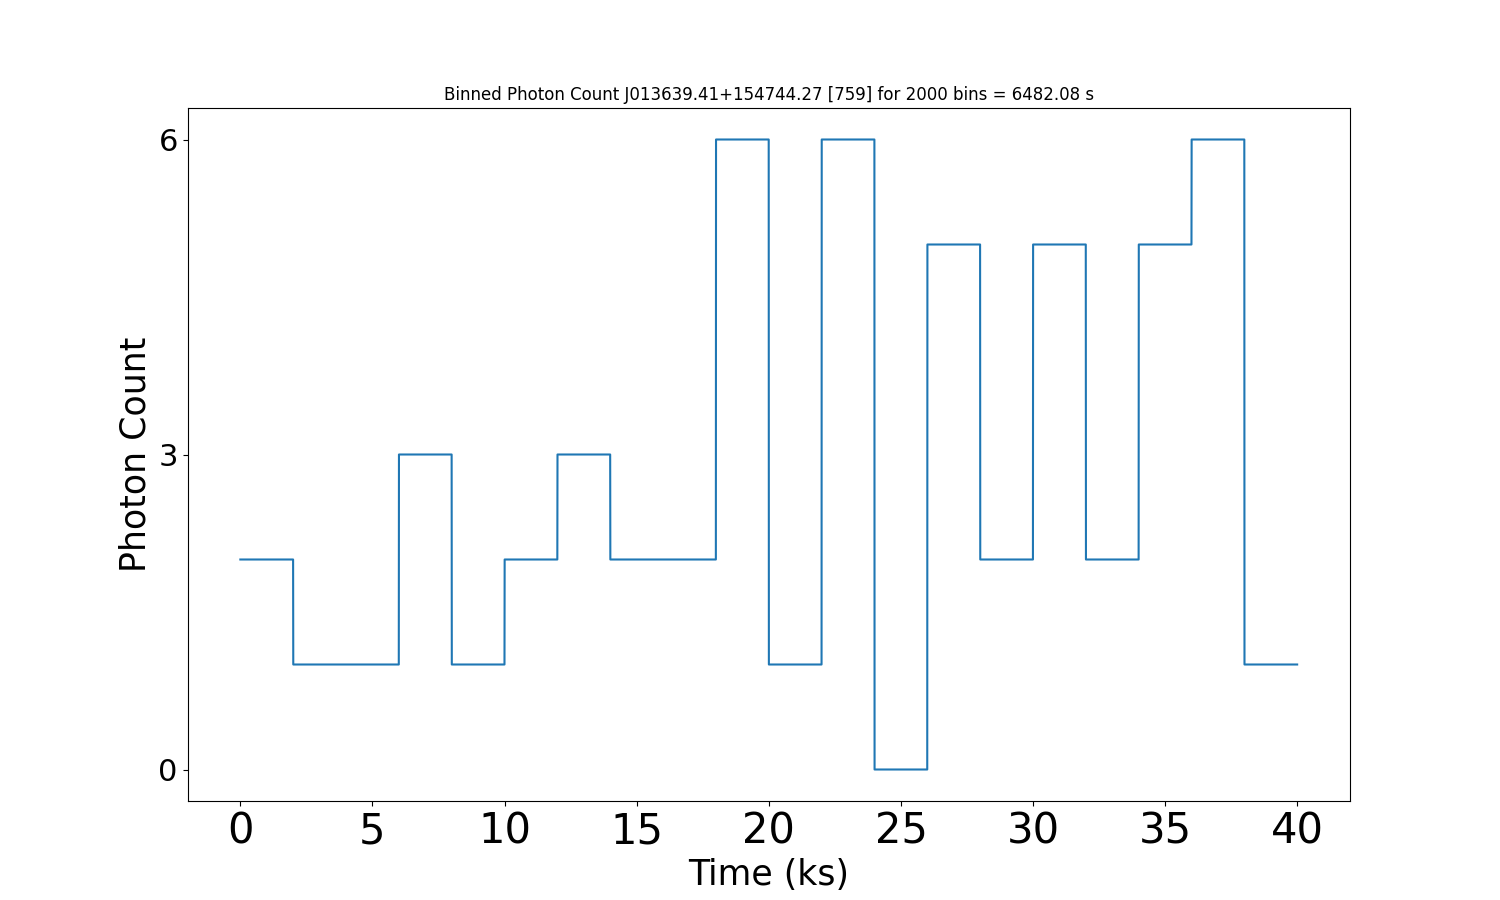 Binned Photon Count J013639.41+154744.27 [759] for 2000 bins = 6482.08 s
6
3
0
Photon Count
0 5 10 15 20 25 30 35 40
Time (ks)